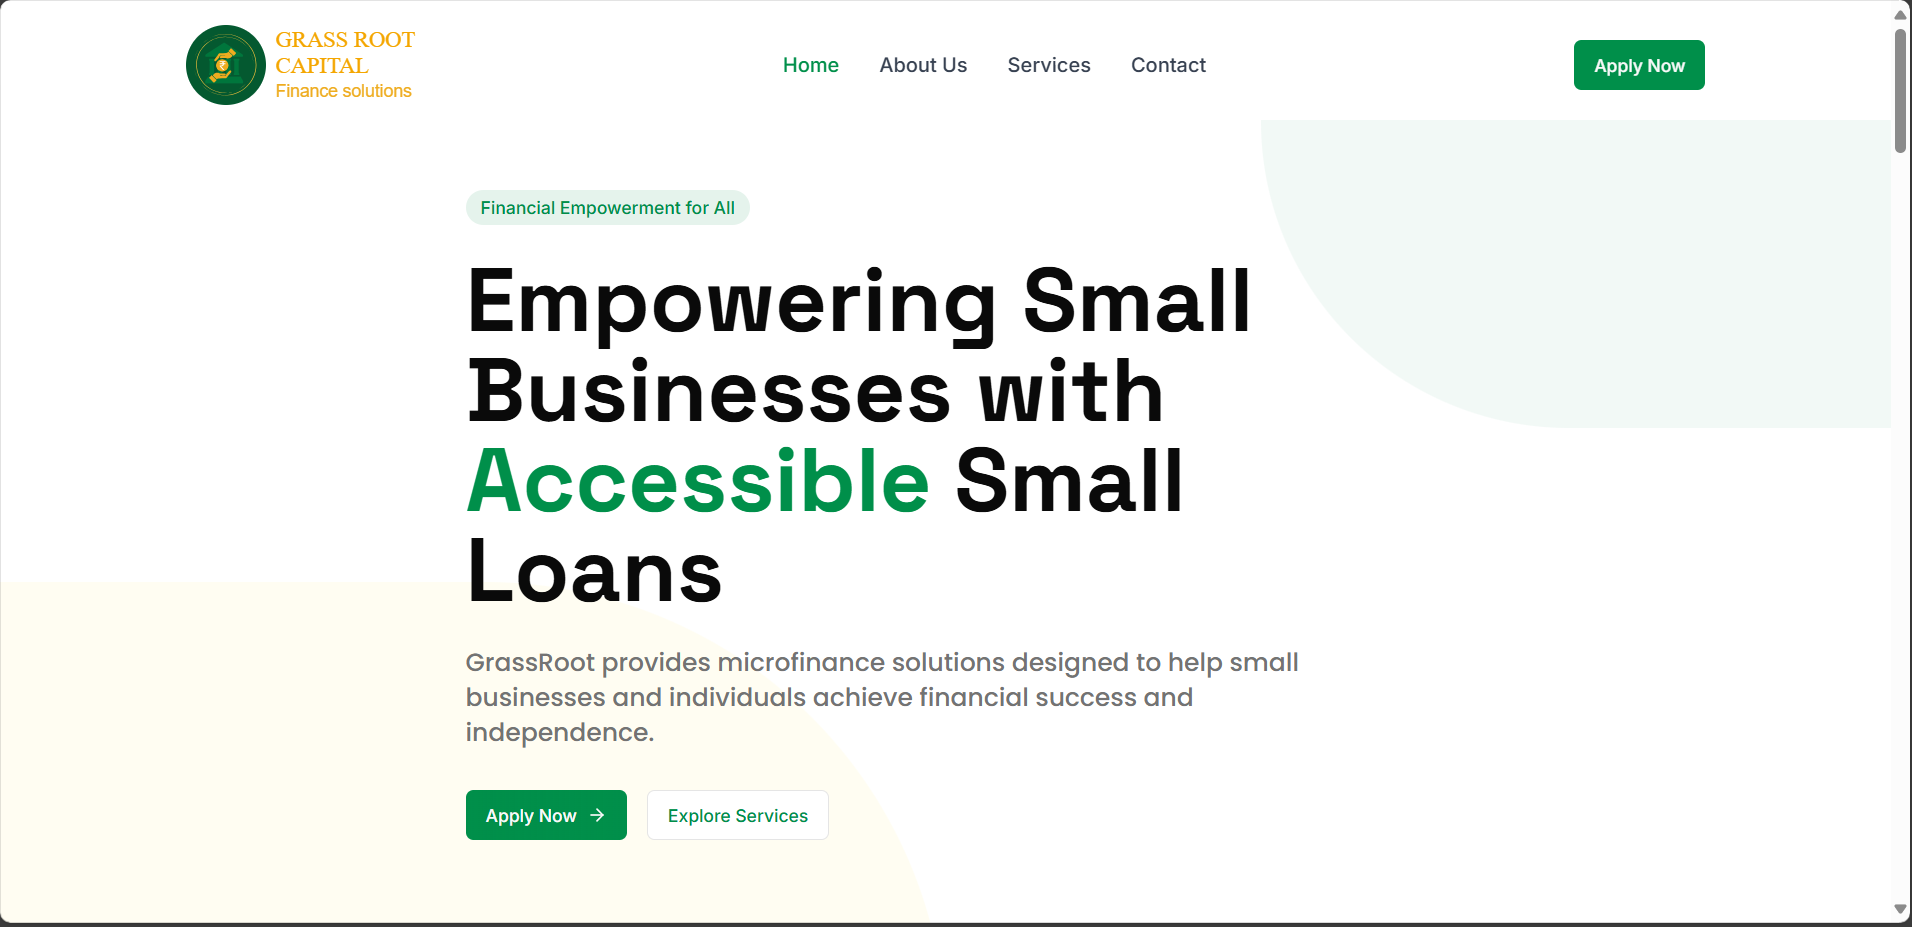 GRASS ROOT
CAPITAL
Finance solutions
Home About Us Services Contact
Apply Now
Financial Empowerment for All
Empowering Small
Businesses with
Accessible Small
Loans
GrassRoot provides microfinance solutions designed to help small
businesses and individuals achieve financial success and
independence.
Apply Now → Explore Services